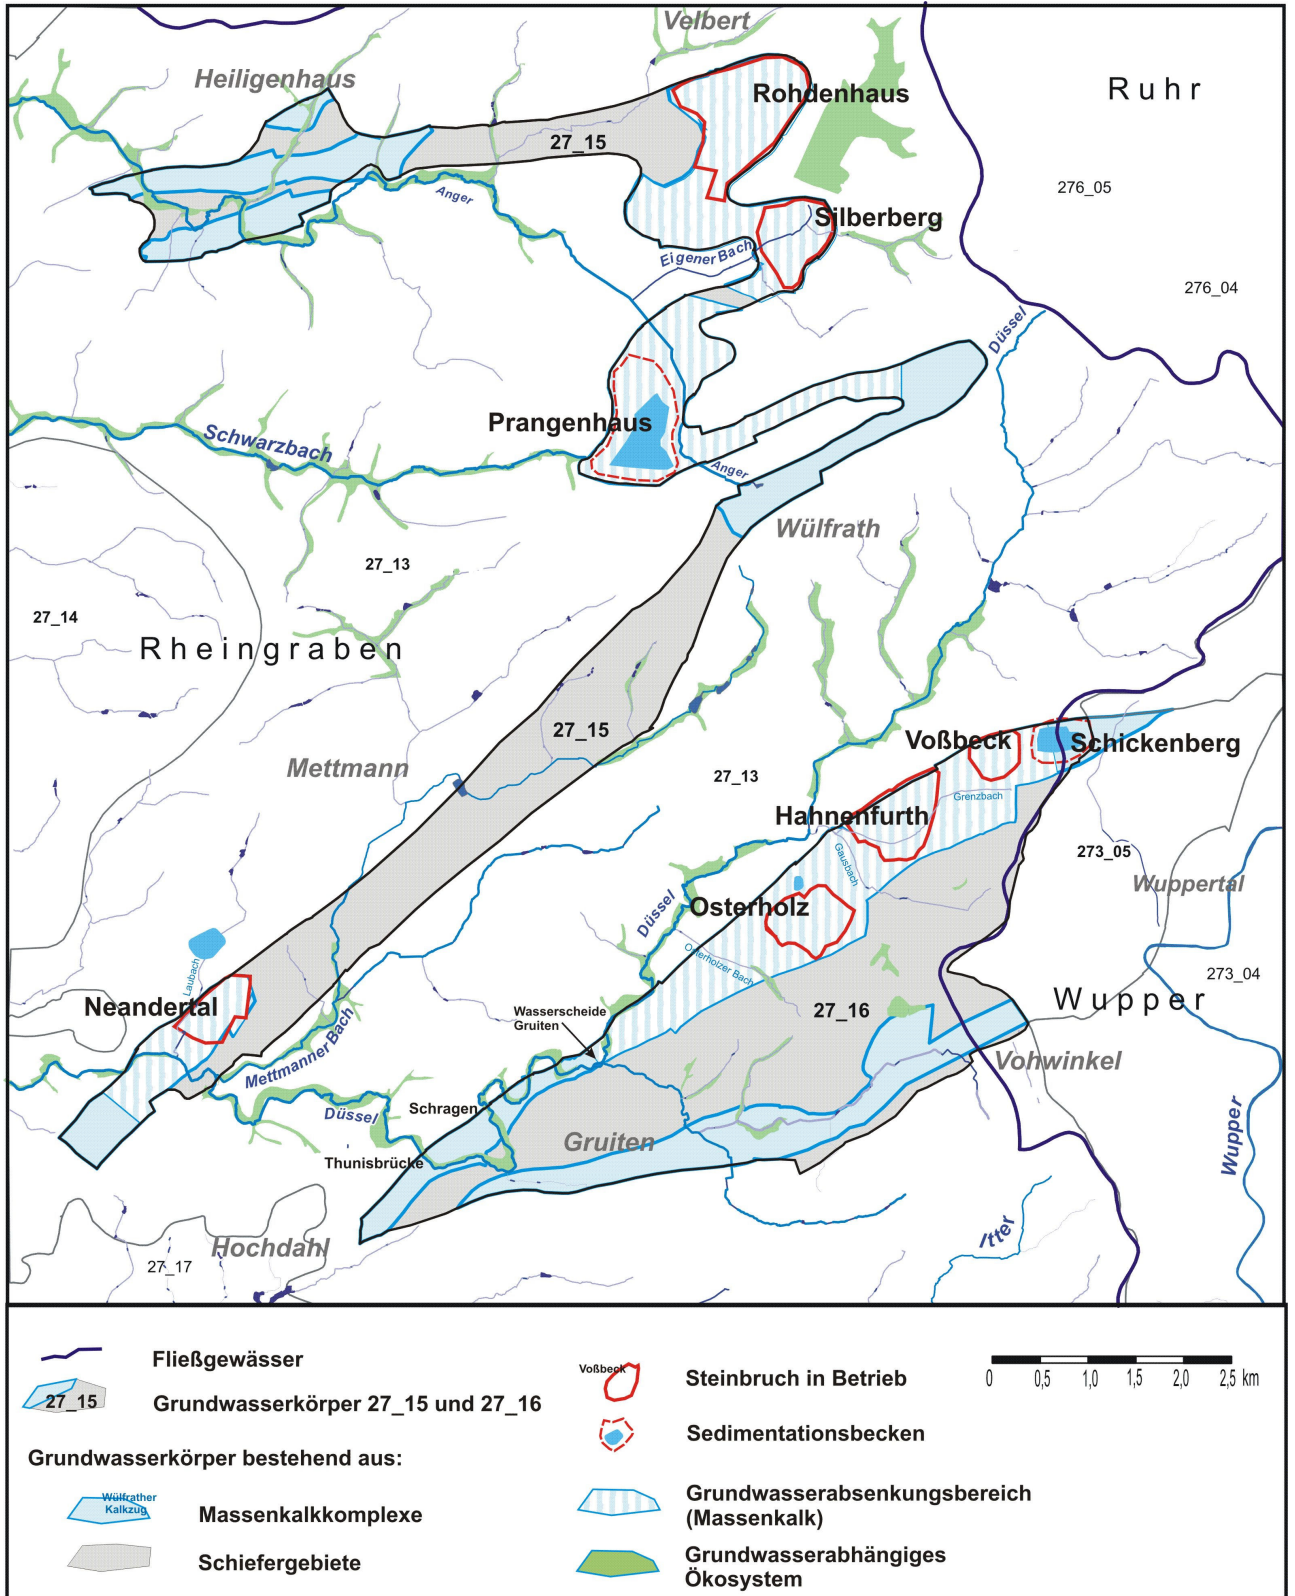 Velbert
Heiligenhaus
Ruhr
Rohdenhaus
27_15
276_05
Anger
Silberberg
Eigener Bach
276_04
Düssel
Prangenhaus
Schwarzbach
Anger
Wülfrath
27_13
27_14
Rheingraben
27_15
Mettmann
27_13
Voßbeck
Schickenberg
Grenzbach
Hahnenfurth
Gausbach
273_05
Wuppertal
Osterholz
Düssel
Osterholzer Bach
Laubach
273_04
Neandertal
Wupper
Wasserscheide
Gruiten
27_16
Mettmanner Bach
Vohwinkel
Schragen
Düssel
Gruiten
Thunisbrücke
Wupper
Itter
Hochdahl
27_17
Fließgewässer
27_15
Grundwasserkörper 27_15 und 27_16
Grundwasserkörper bestehend aus:
Wülfrather
Kalkzug
Massenkalkkomplexe
Schiefergebiete
Voßbeck
Steinbruch in Betrieb
Sedimentationsbecken
Grundwasserabsenkungsbereich
(Massenkalk)
Grundwasserabhängiges
Ökosystem
0 0,5 1,0 1,5 2,0 2,5 km